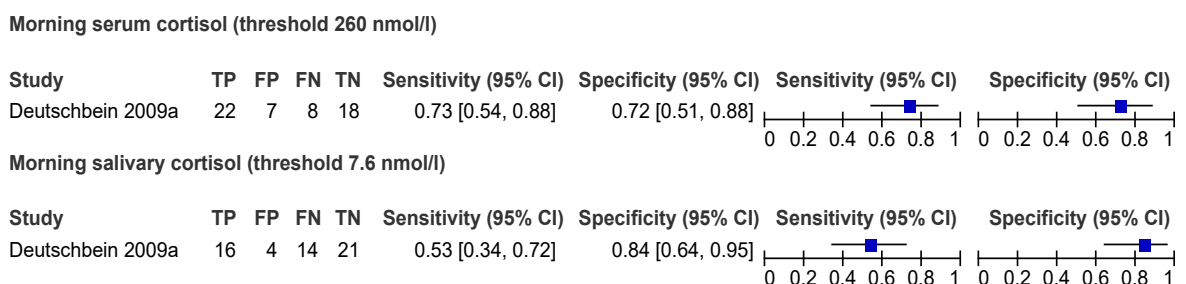 Morning serum cortisol (threshold 260 nmol/l)
Study TP FP FN TN Sensitivity (95% CI) Specificity (95% CI) Sensitivity (95% CI) Specificity (95% CI)
Deutschbein 2009a 22 7 8 18 0.73 [0.54, 0.88] 0.72 [0.51, 0.88]
0 0.2 0.4 0.6 0.8 1 0 0.2 0.4 0.6 0.8 1
Morning salivary cortisol (threshold 7.6 nmol/l)
Study TP FP FN TN Sensitivity (95% CI) Specificity (95% CI) Sensitivity (95% CI) Specificity (95% CI)
Deutschbein 2009a 16 4 14 21 0.53 [0.34, 0.72] 0.84 [0.64, 0.95]
0 0.2 0.4 0.6 0.8 1 0 0.2 0.4 0.6 0.8 1